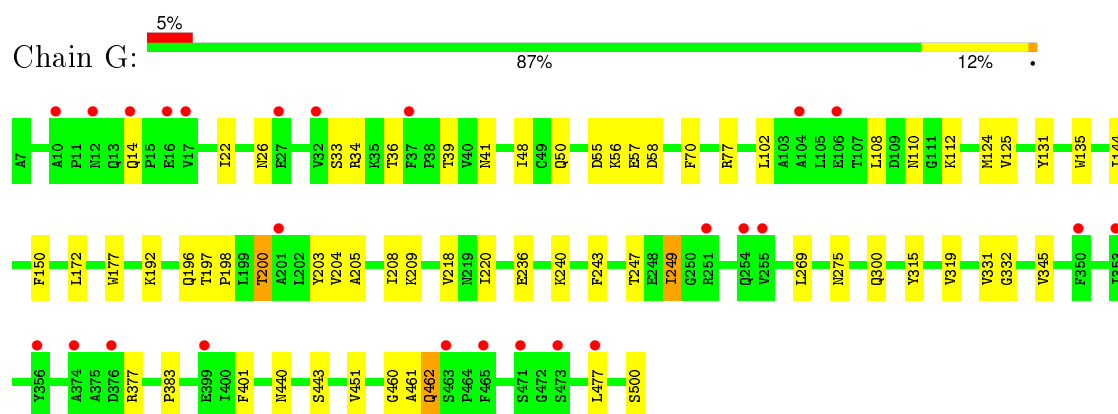 5%
Chain G:
87%
12%
•
A7 A10 P11 N12 Q13 Q14 P15 E16 V17 I22 N26 E27 V32 S33 R34 K35 T36 F37 P38 T39 V40 N41 I48 C49 Q50 D55 K56 E57 D58 F70 R77 L102 A103 A104 L105 E106 T107 L108 D109 N110 G111 K112 M124 V125 Y131 W135 I144
F150 L172 W177 K192 Q196 T197 P198 L199 T200 A201 L202 Y203 V204 A205 I208 K209 V218 N219 I220 E236 K240 F243 T247 E248 I249 G250 R251 Q254 V255 L269 N275 Q300 Y315 V319 V331 G332 V345 F350 I353
Y356 A374 A375 D376 R377 P383 E399 I400 F401 N440 S443 V451 G460 A461 Q462 S463 P464 F465 S471 G472 S473 L477 S500